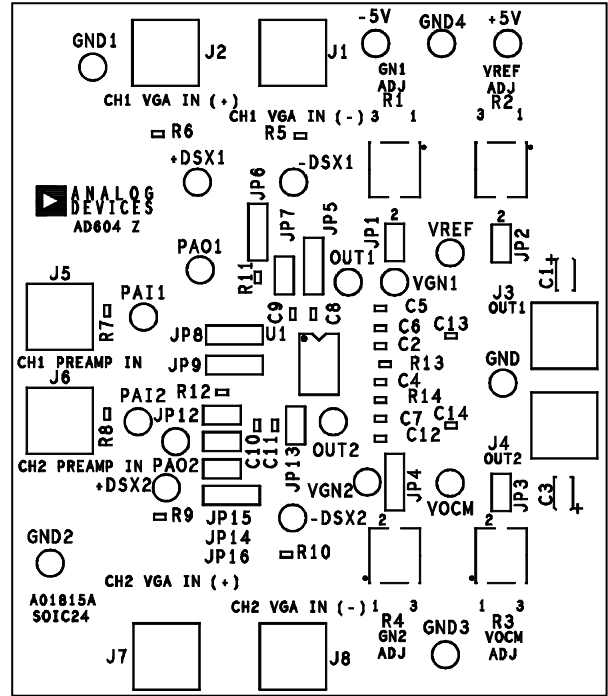 -5V
GND4
+5V
GND1
J2
J1
GN1
ADJ
R1
VREF
ADJ
R2
CH1 VGA IN (+)
CH1 VGA IN (-)
3
1
3
1
R6
R5
+DSX1
-DSX1
JP6
ANALOG
DEVICES
AD604 Z
JP7
JP5
JP1
2
VREF
2
JP2
PAO1
OUT1
R11
VGN1
C1
+
J5
PAI1
R7
C9
C8
C5
J3
OUT1
JP8
U1
C6
C13
C2
CH1 PREAMP IN
JP9
R13
GND
J6
R12
C4
PAI2
R14
JP12
R8
C7
C14
C10
C11
JP13
OUT2
C12
J4
OUT2
CH2 PREAMP IN
PAO2
+DSX2
VGN2
JP4
VOCM
JP3
C3
+
R9
JP15
JP14
JP16
-DSX2
2
2
GND2
R10
CH2 VGA IN (+)
A01815A
SOIC24
CH2 VGA IN (-)
1
3
1
3
R4
GN2
ADJ
GND3
R3
VOCM
ADJ
J7
J8